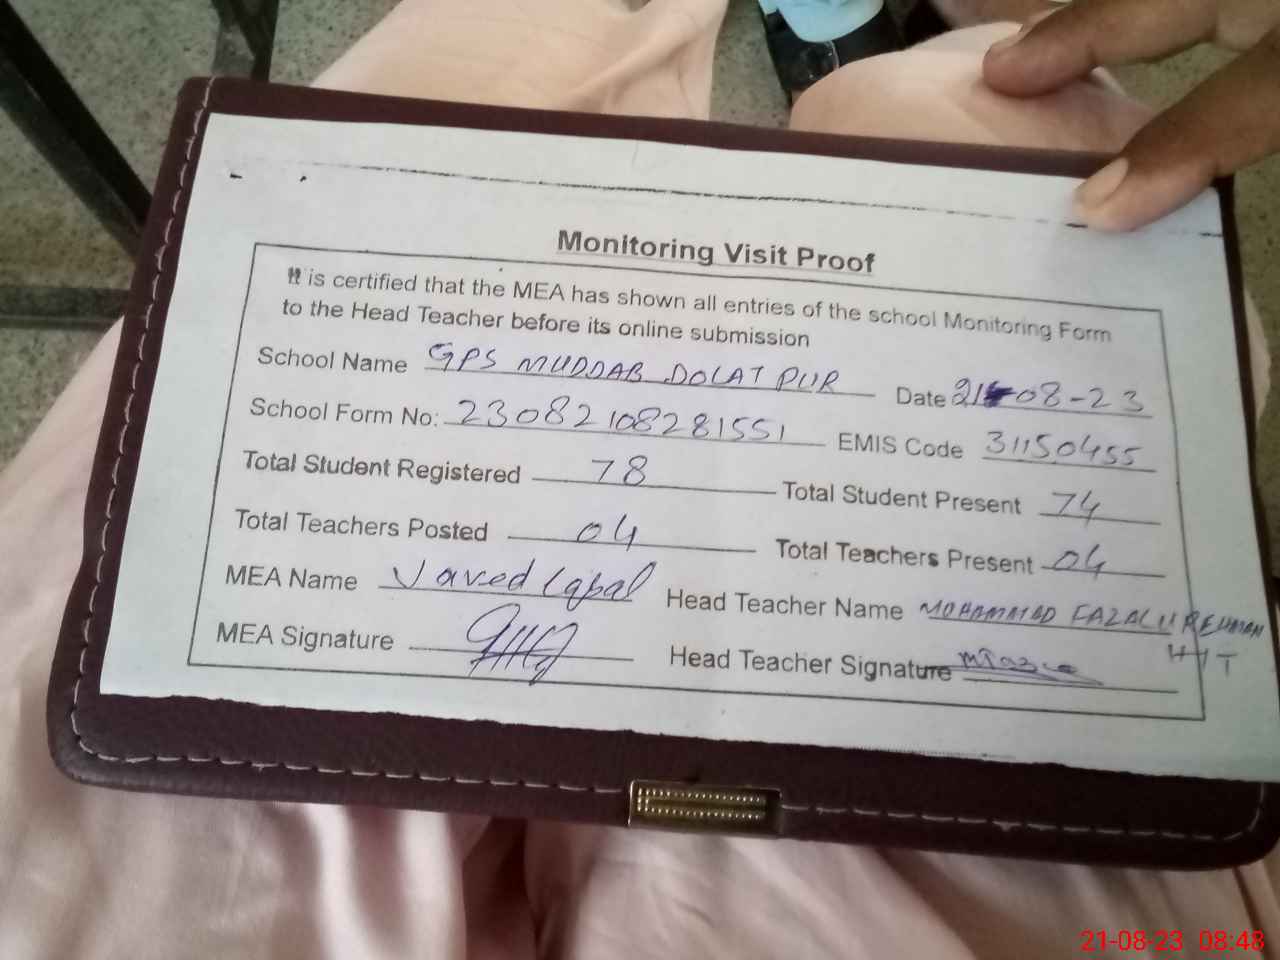 Monitoring Visit Proof
It is certified that the MEA has shown all entries of the school Monitoring Form
to the Head Teacher before its online submission
School Name GPS MUDDAB DOLAT PUR Date 21-08-23
School Form No: 23082108281551 EMIS Code 31150455
Total Student Registered 78 Total Student Present 74
Total Teachers Posted 04 Total Teachers Present 04
MEA Name Javed Iqbal Head Teacher Name MOHAMMAD FAZAL U REHMAN
MEA Signature Head Teacher Signature
21-08-23 08:48